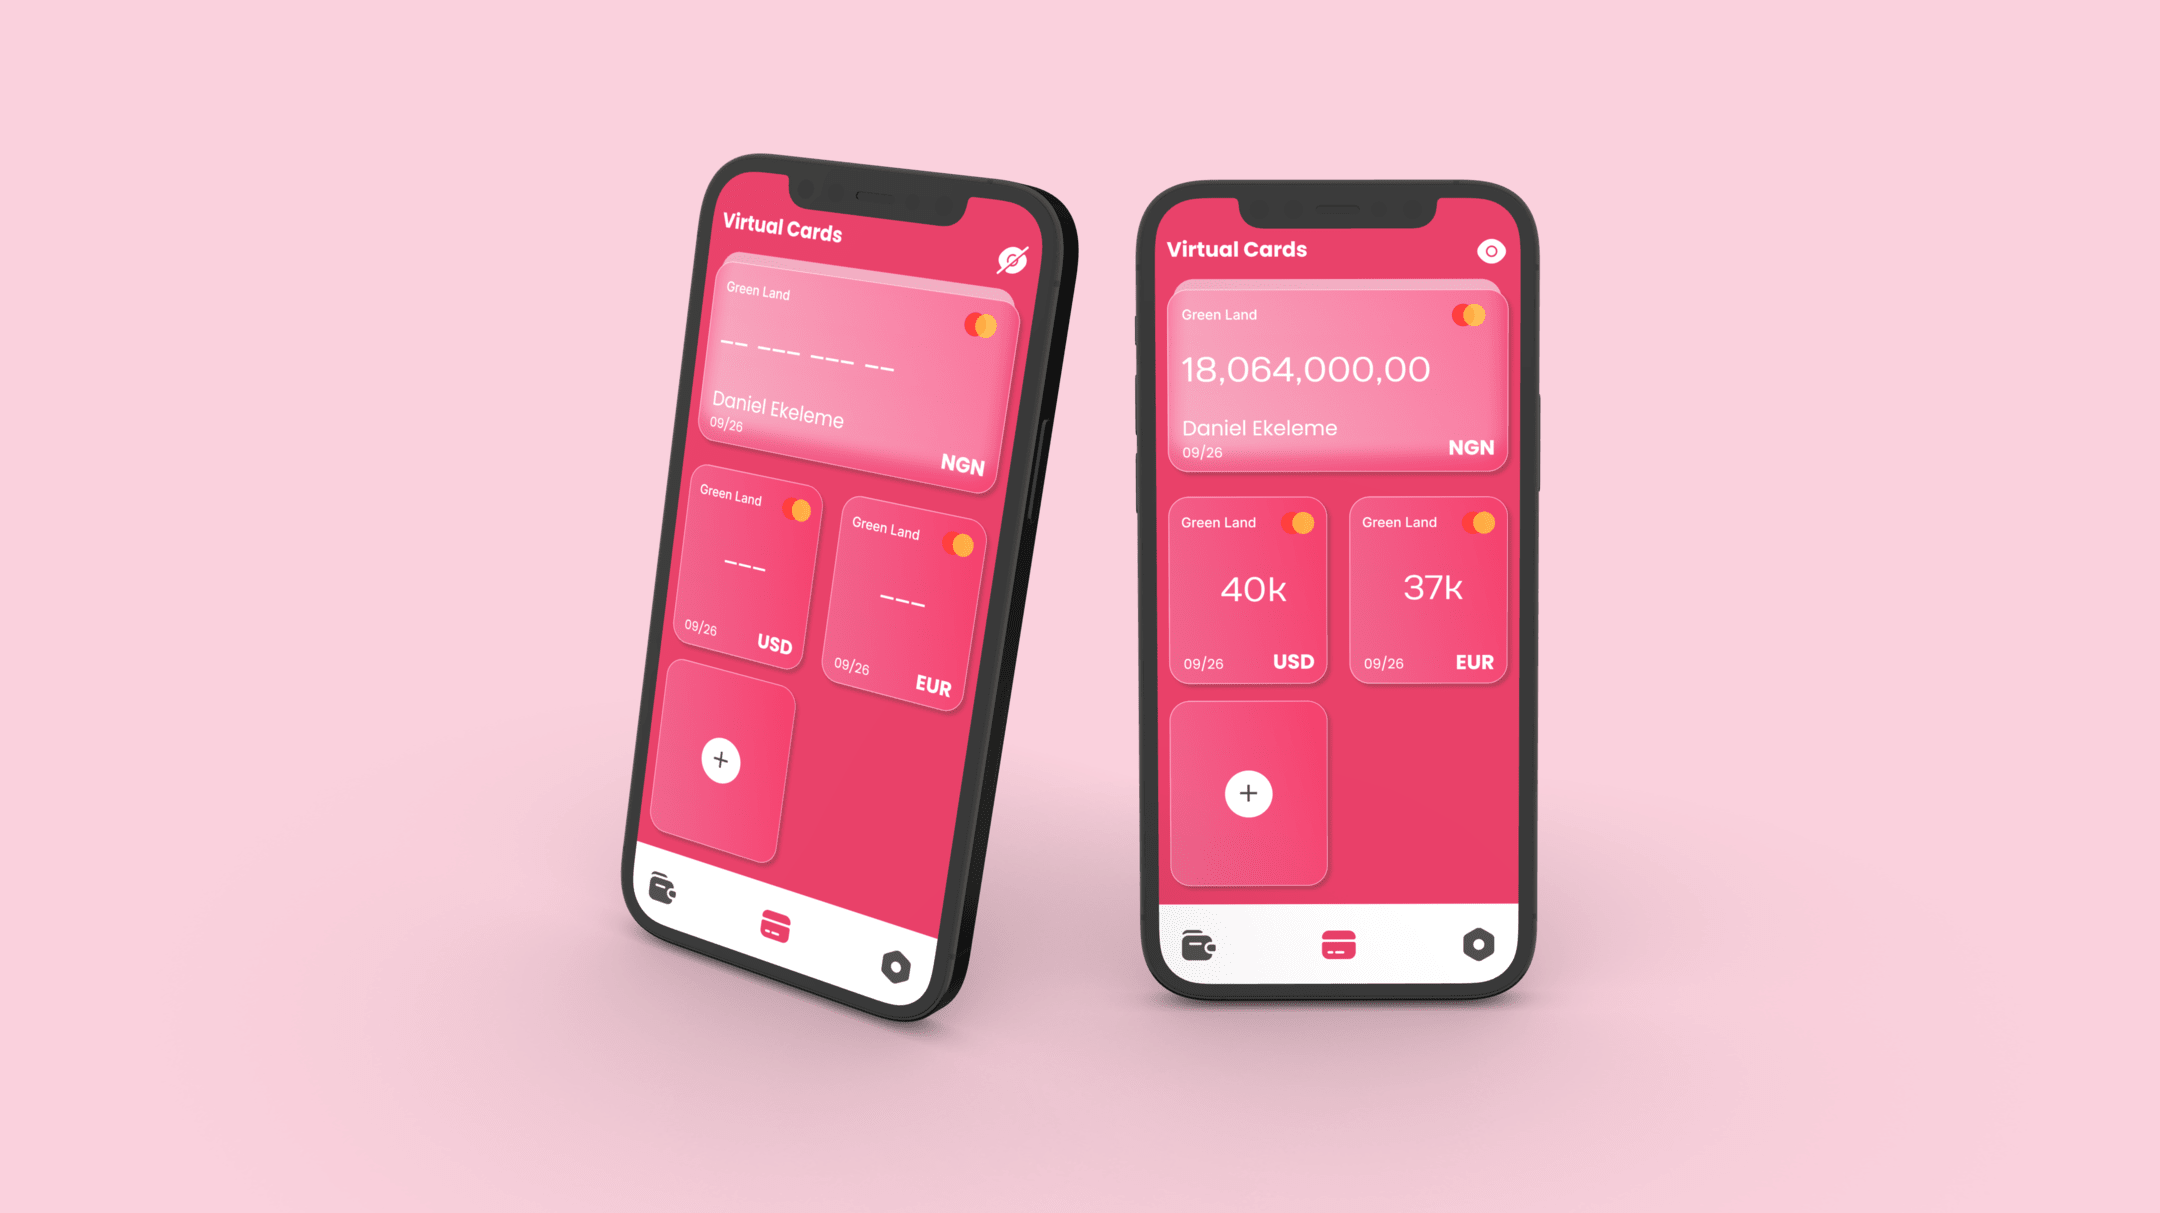 Virtual Cards
Green Land
-- --- --- --
Daniel Ekeleme
09/26
NGN
Green Land
---
09/26
USD
Green Land
---
09/26
EUR
+
Virtual Cards
Green Land
18,064,000,00
Daniel Ekeleme
09/26
NGN
Green Land
40k
09/26
USD
Green Land
37k
09/26
EUR
+